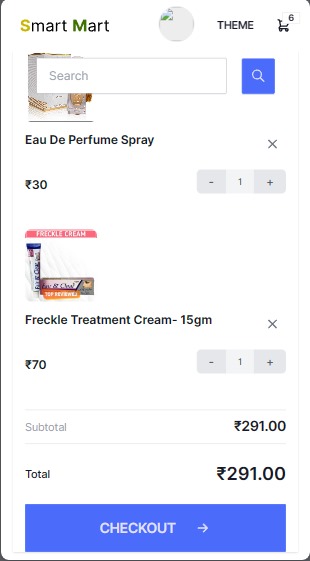 Smart Mart
THEME
6
Search
Eau De Perfume Spray
₹30
- 1 +
FRECKLE CREAM
TOP REVIEWED
Freckle Treatment Cream- 15gm
₹70
- 1 +
Subtotal ₹291.00
Total ₹291.00
CHECKOUT →